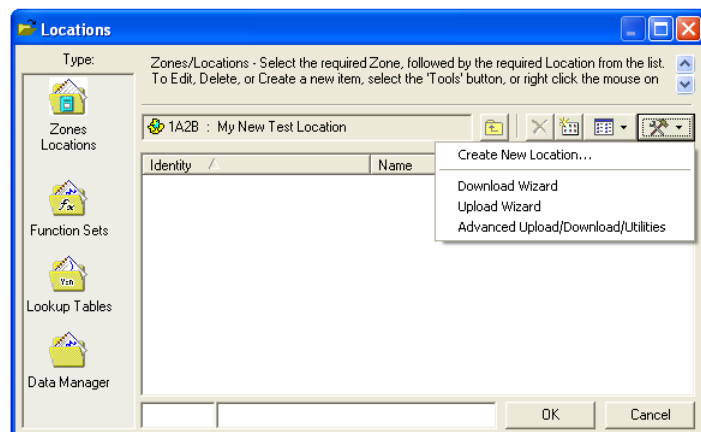 Locations
Type:
Zones/Locations - Select the required Zone, followed by the required Location from the list.
To Edit, Delete, or Create a new item, select the 'Tools' button, or right click the mouse on
Zones
Locations
1A2B : My New Test Location
Create New Location...
Identity
Name
Download Wizard
Upload Wizard
Advanced Upload/Download/Utilities
fx
Function Sets
Lookup Tables
Data Manager
OK
Cancel